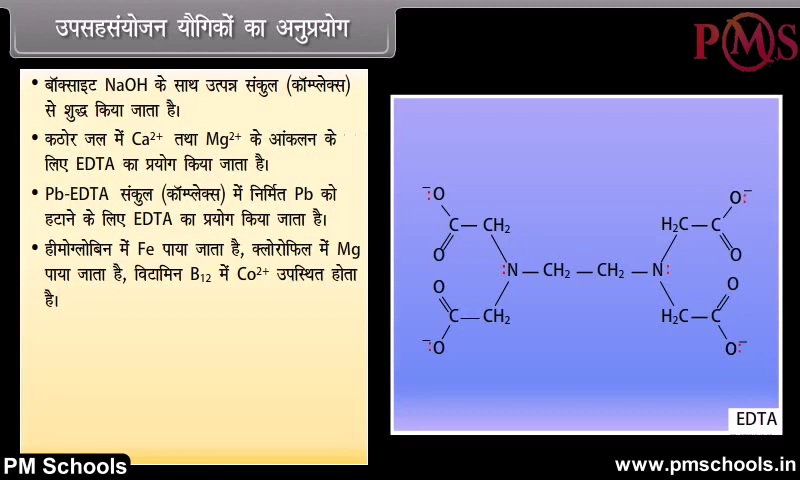 उपसहसंयोजन यौगिकों का अनुप्रयोग
PMS
• बॉक्साइट NaOH के साथ उत्पन्न संकुल (कॉम्प्लेक्स)
से शुद्ध किया जाता है।
• कठोर जल में Ca²⁺ तथा Mg²⁺ के आंकलन के
लिए EDTA का प्रयोग किया जाता है।
• Pb-EDTA संकुल (कॉम्प्लेक्स) में निर्मित Pb को
हटाने के लिए EDTA का प्रयोग किया जाता है।
• हीमोग्लोबिन में Fe पाया जाता है, क्लोरोफिल में Mg
पाया जाता है, विटामिन B₁₂ में Co²⁺ उपस्थित होता
है।
⁻:O O:⁻
C — CH₂ H₂C — C
O O
:N — CH₂ — CH₂ — N:
O O
C — CH₂ H₂C — C
⁻:O O:⁻
EDTA
PM Schools
www.pmschools.in